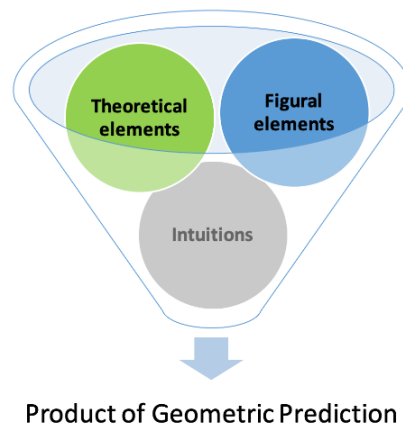 Theoretical
elements
Figural
elements
Intuitions
Product of Geometric Prediction